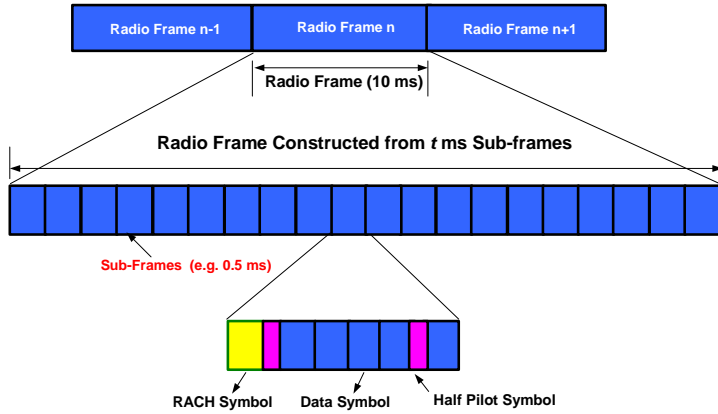 Radio Frame n-1 Radio Frame n Radio Frame n+1
Radio Frame (10 ms)
Radio Frame Constructed from t ms Sub-frames
Sub-Frames (e.g. 0.5 ms)
RACH Symbol Data Symbol Half Pilot Symbol